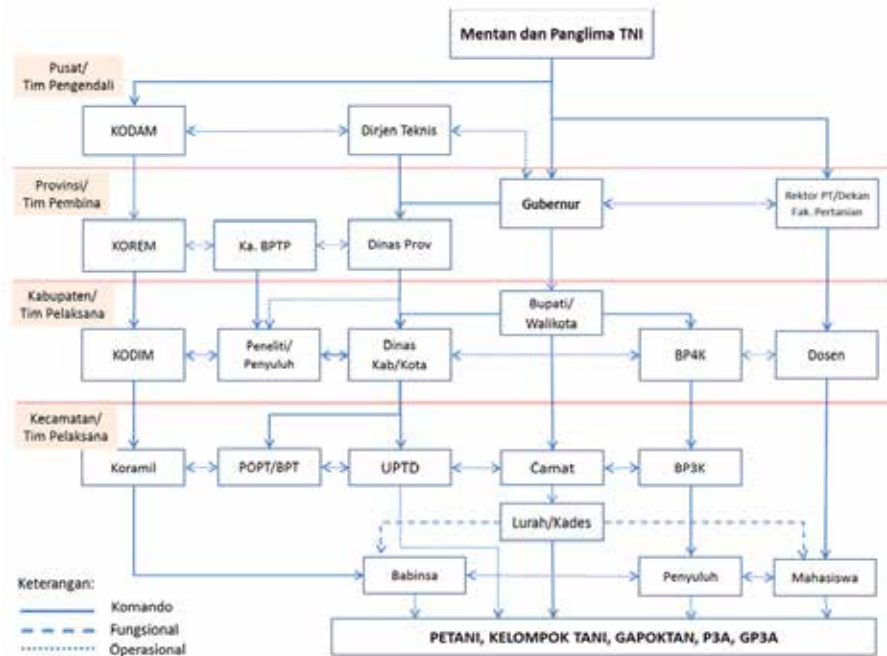 Mentan dan Panglima TNI
Pusat/
Tim Pengendali
KODAM
Dirjen Teknis
Provinsi/
Tim Pembina
Gubernur
Rektor PT/Dekan
Fak. Pertanian
KOREM
Ka. BPTP
Dinas Prov
Kabupaten/
Tim Pelaksana
Bupati/
Walikota
KODIM
Peneliti/
Penyuluh
Dinas
Kab/Kota
BP4K
Dosen
Kecamatan/
Tim Pelaksana
Koramil
POPT/BPT
UPTD
Camat
BP3K
Lurah/Kades
Babinsa
Penyuluh
Mahasiswa
Keterangan:
Komando
Fungsional
Operasional
PETANI, KELOMPOK TANI, GAPOKTAN, P3A, GP3A